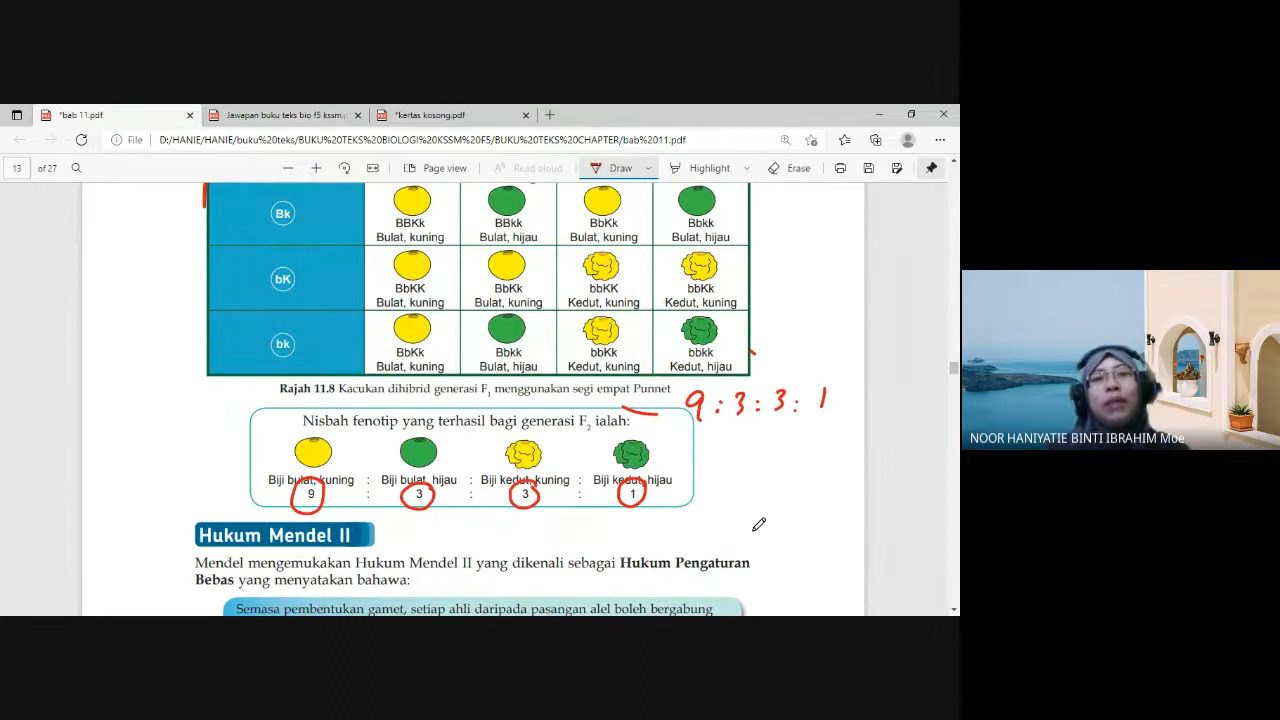 *bab 11.pdf
Jawapan buku teks bio f5 kssm.p
*kertas kosong.pdf
File
D:/HANIE/HANIE/buku%20teks/BUKU%20TEKS%20BIOLOGI%20KSSM%20F5/BUKU%20TEKS%20CHAPTER/bab%2011.pdf
13 of 27
Page view
Read aloud
Draw
Highlight
Erase
Bk
BBKk BBkk BbKk Bbkk
Bulat, kuning Bulat, hijau Bulat, kuning Bulat, hijau
bK
BbKK BbKk bbKK bbKk
Bulat, kuning Bulat, kuning Kedut, kuning Kedut, kuning
bk
BbKk Bbkk bbKk bbkk
Bulat, kuning Bulat, hijau Kedut, kuning Kedut, hijau
Rajah 11.8 Kacukan dihibrid generasi F1 menggunakan segi empat Punnet
9 : 3 : 3 : 1
Nisbah fenotip yang terhasil bagi generasi F2 ialah:
Biji bulat, kuning : Biji bulat, hijau : Biji kedut, kuning : Biji kedut, hijau
9 : 3 : 3 : 1
Hukum Mendel II
Mendel mengemukakan Hukum Mendel II yang dikenali sebagai Hukum Pengaturan
Bebas yang menyatakan bahawa:
Semasa pembentukan gamet, setiap ahli daripada pasangan alel boleh bergabung
NOOR HANIYATIE BINTI IBRAHIM Moe